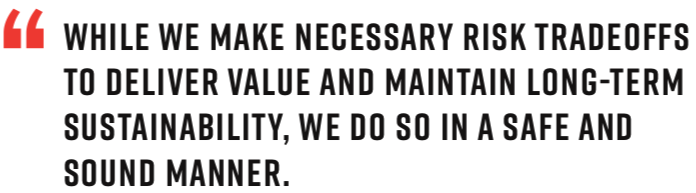 “ WHILE WE MAKE NECESSARY RISK TRADEOFFS
TO DELIVER VALUE AND MAINTAIN LONG-TERM
SUSTAINABILITY, WE DO SO IN A SAFE AND
SOUND MANNER.